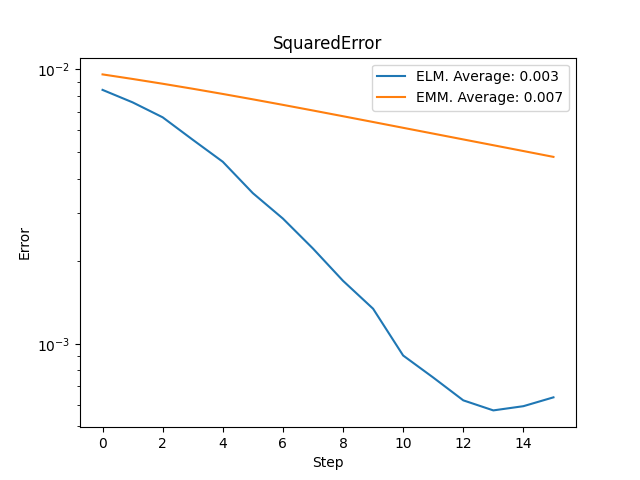 SquaredError
ELM. Average: 0.003
EMM. Average: 0.007
Error
10⁻²
10⁻³
0 2 4 6 8 10 12 14
Step